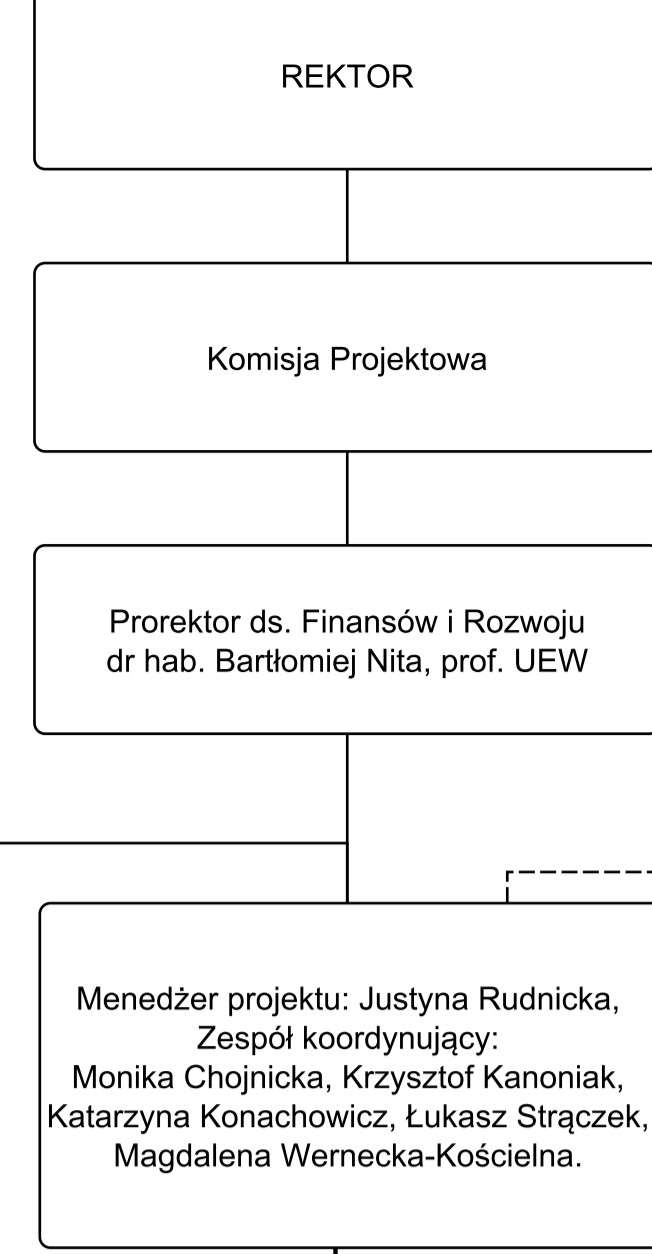 REKTOR
Komisja Projektowa
Prorektor ds. Finansów i Rozwoju
dr hab. Bartłomiej Nita, prof. UEW
Menedżer projektu: Justyna Rudnicka,
Zespół koordynujący:
Monika Chojnicka, Krzysztof Kanoniak,
Katarzyna Konachowicz, Łukasz Strączek,
Magdalena Wernecka-Kościelna.